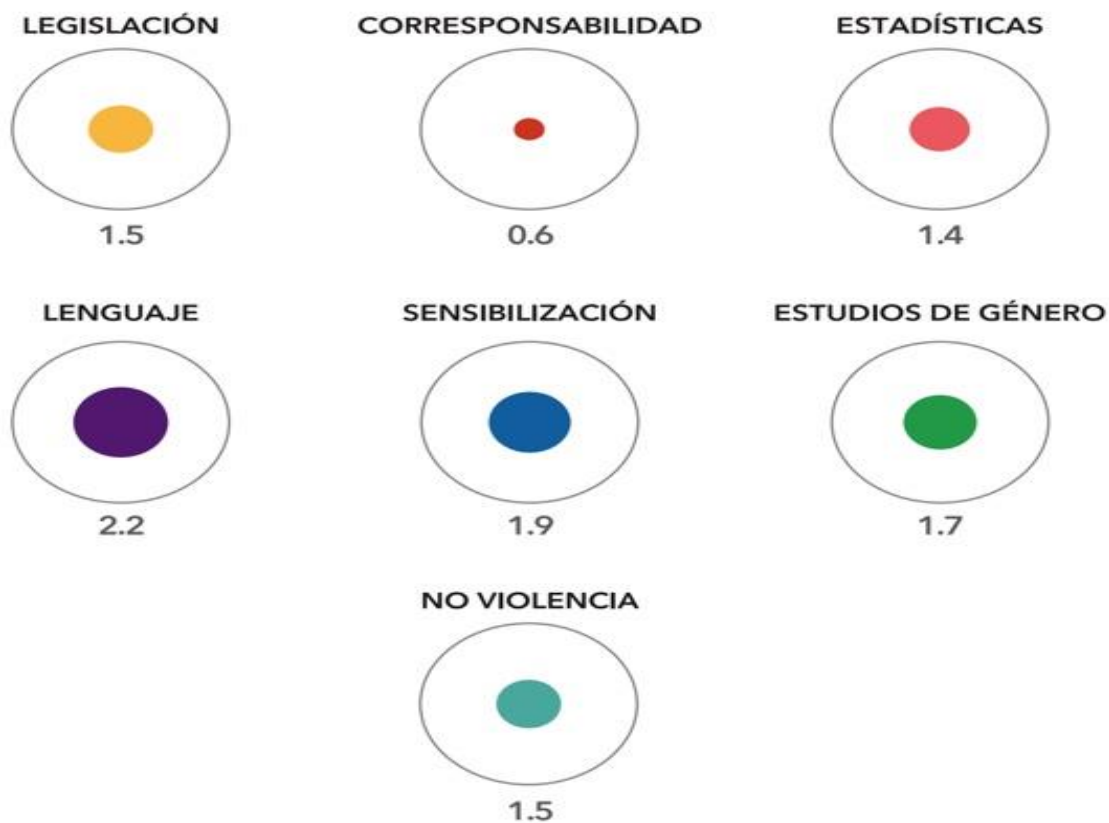 LEGISLACIÓN
CORRESPONSABILIDAD
ESTADÍSTICAS
1.5
0.6
1.4
LENGUAJE
SENSIBILIZACIÓN
ESTUDIOS DE GÉNERO
2.2
1.9
1.7
NO VIOLENCIA
1.5